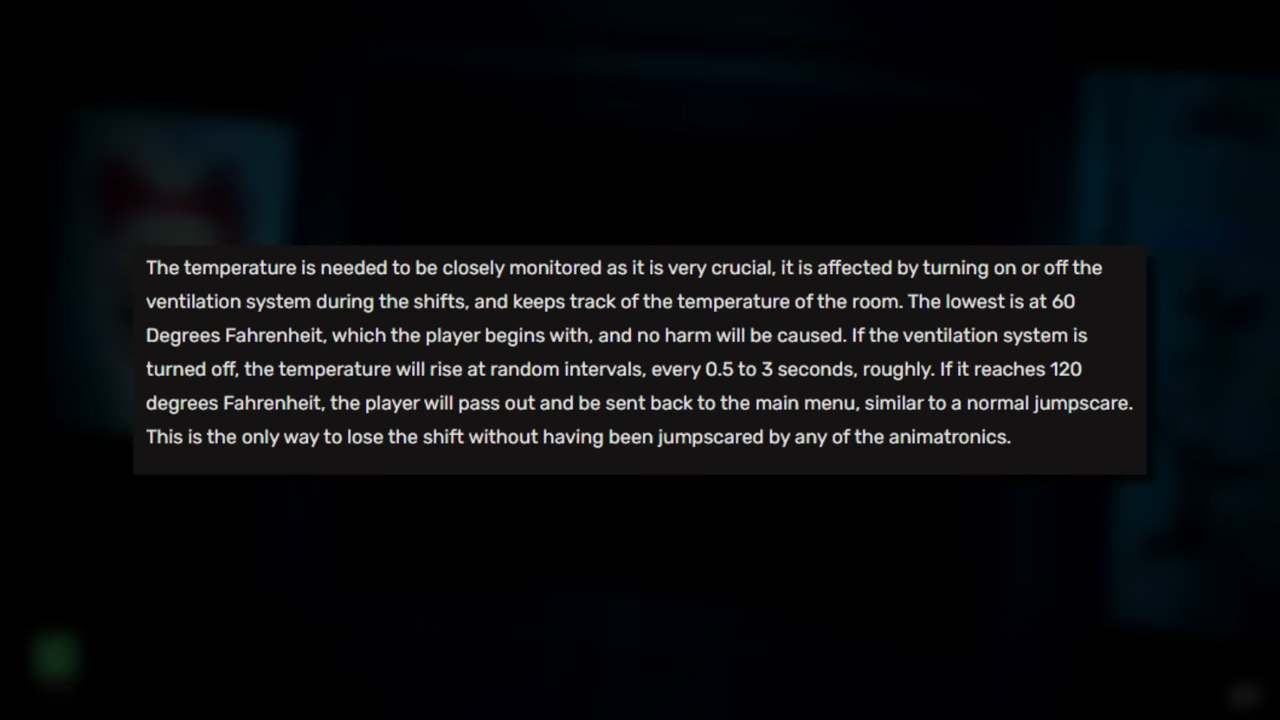 The temperature is needed to be closely monitored as it is very crucial, it is affected by turning on or off the
ventilation system during the shifts, and keeps track of the temperature of the room. The lowest is at 60
Degrees Fahrenheit, which the player begins with, and no harm will be caused. If the ventilation system is
turned off, the temperature will rise at random intervals, every 0.5 to 3 seconds, roughly. If it reaches 120
degrees Fahrenheit, the player will pass out and be sent back to the main menu, similar to a normal jumpscare.
This is the only way to lose the shift without having been jumpscared by any of the animatronics.